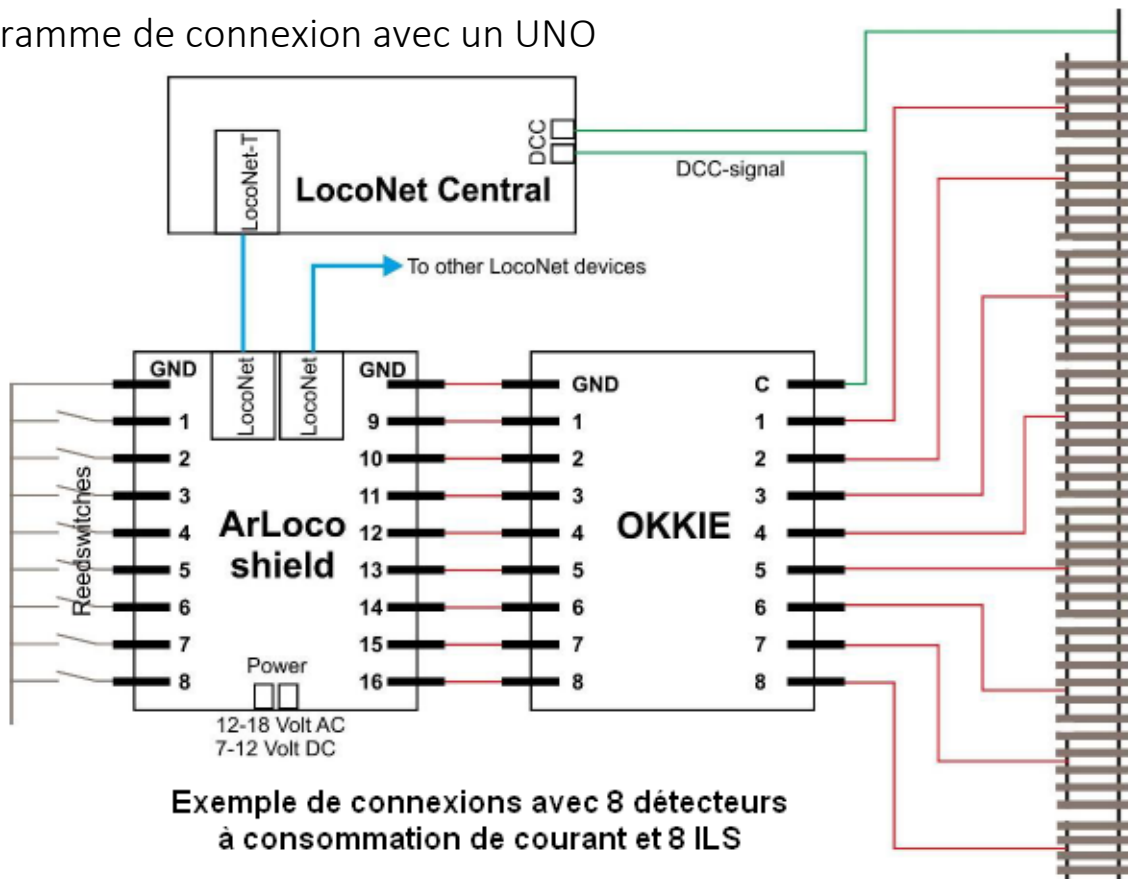 ramme de connexion avec un UNO
LocoNet-T
DCC
DCC
LocoNet Central
DCC-signal
To other LocoNet devices
GND
LocoNet
LocoNet
GND
1
2
3
4
5
6
7
8
Reedswitches
ArLoco
shield
9
10
11
12
13
14
15
16
Power
12-18 Volt AC
7-12 Volt DC
GND
1
2
3
4
5
6
7
8
OKKIE
C
1
2
3
4
5
6
7
8
Exemple de connexions avec 8 détecteurs
à consommation de courant et 8 ILS